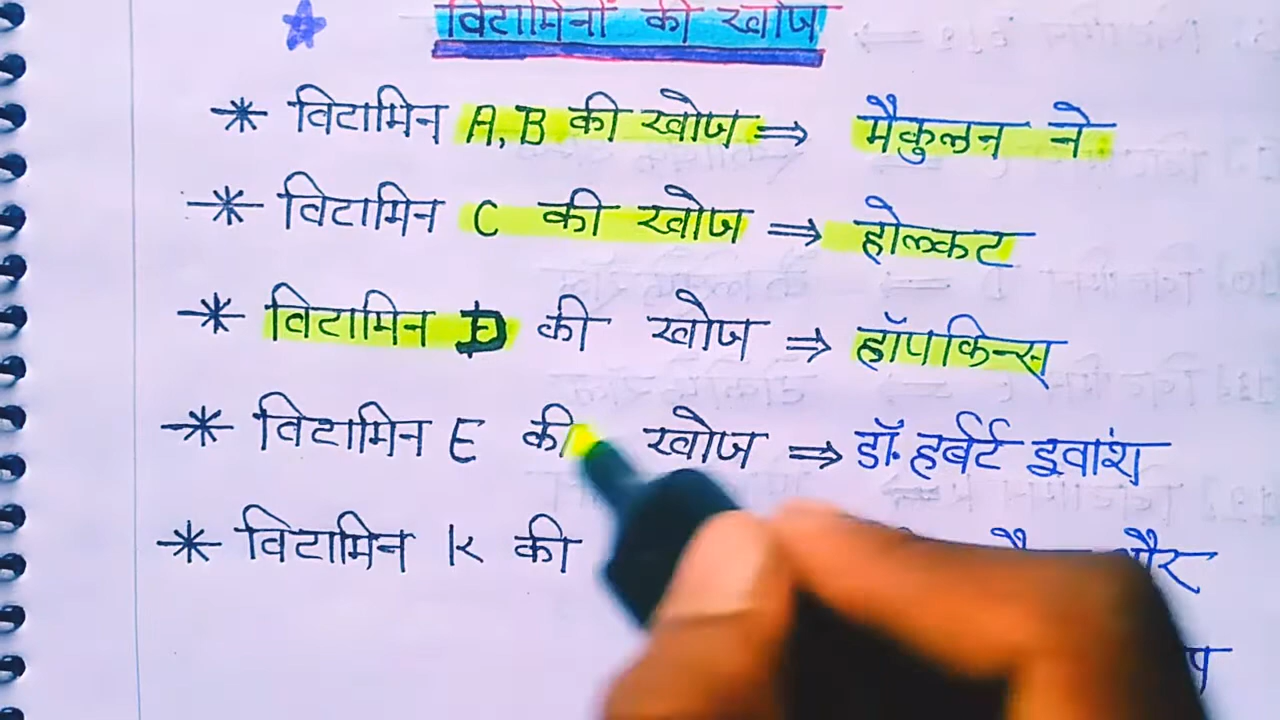 विटामिनों की खोज
* विटामिन A, B की खोज ⇒ मैकुलन ने
* विटामिन C की खोज ⇒ होल्कट
* विटामिन D की खोज ⇒ हॉपकिन्स
* विटामिन E की खोज ⇒ डॉ. हर्बर्ट इवांश
* विटामिन K की